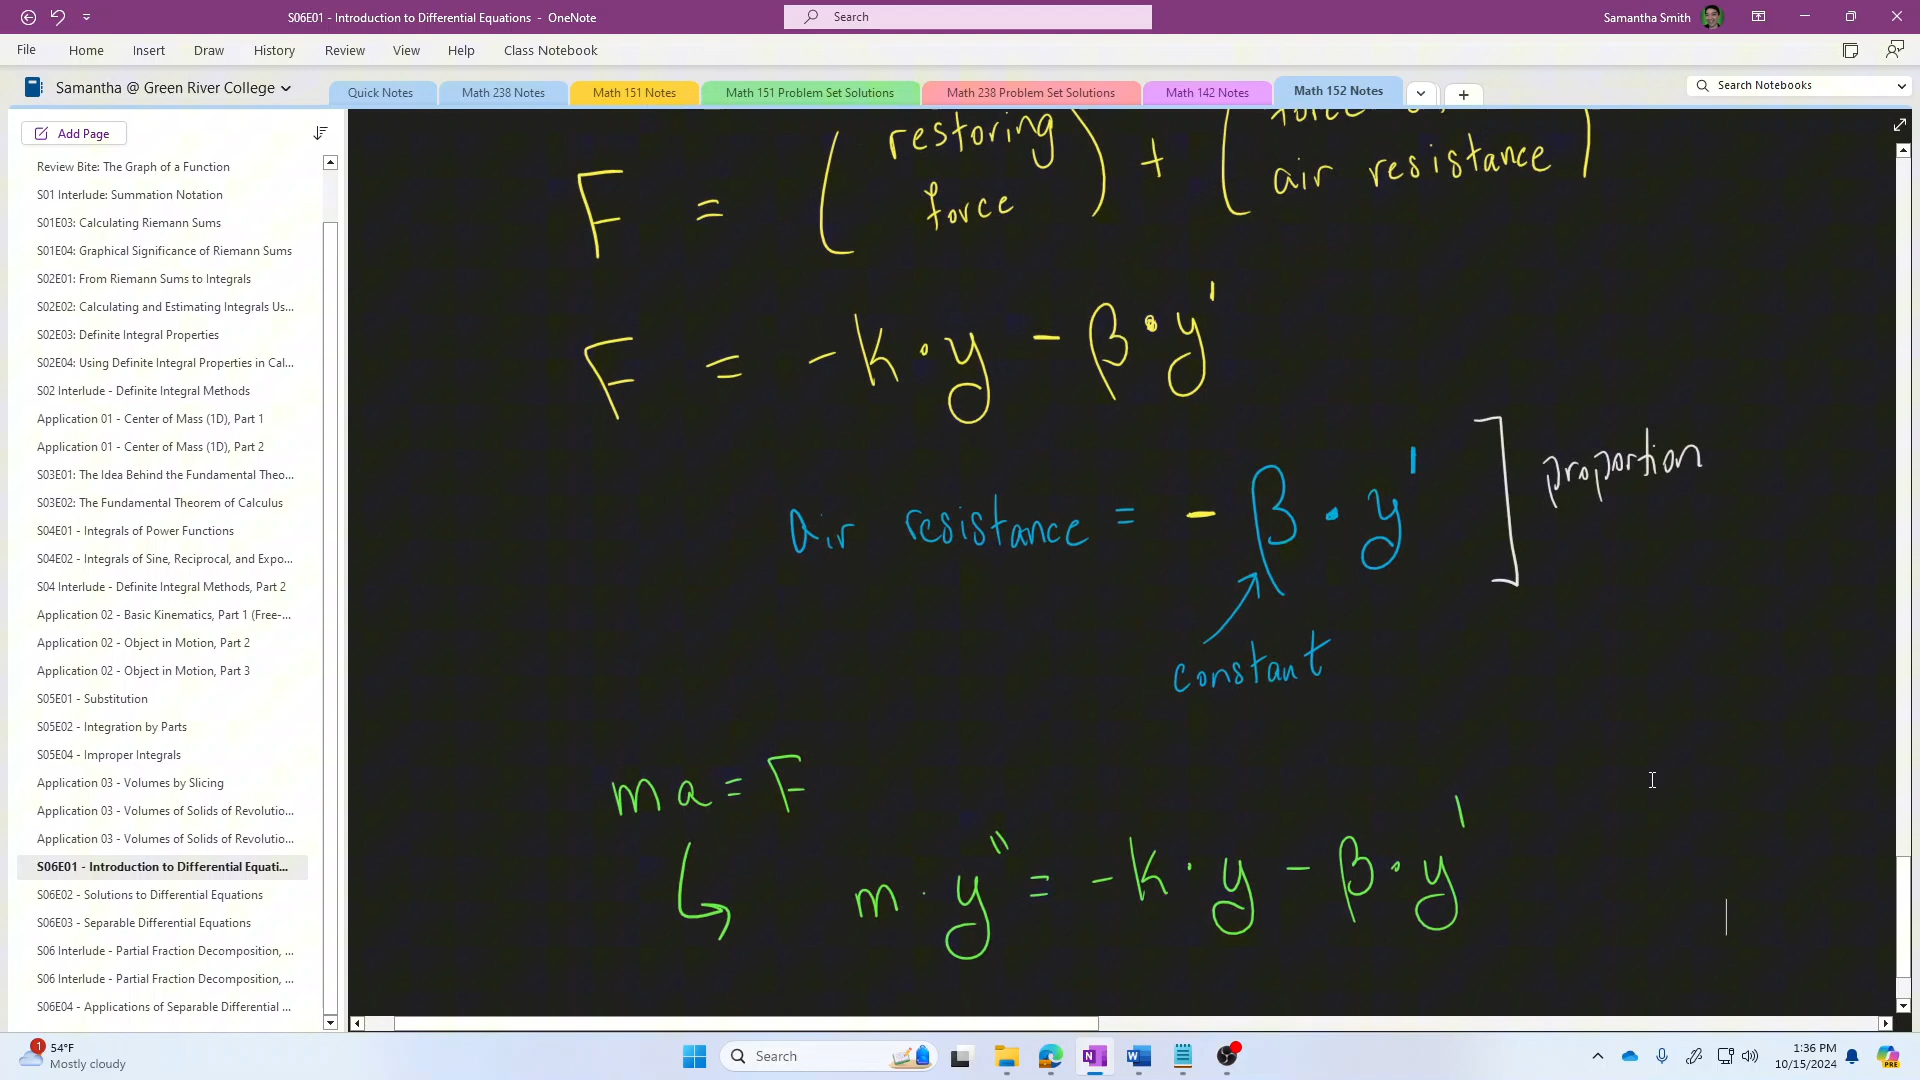 S06E01 - Introduction to Differential Equations - OneNote
Search
Samantha Smith
File Home Insert Draw History Review View Help Class Notebook
Samantha @ Green River College
Quick Notes
Math 238 Notes
Math 151 Notes
Math 151 Problem Set Solutions
Math 238 Problem Set Solutions
Math 142 Notes
Math 152 Notes
Search Notebooks
Add Page
Review Bite: The Graph of a Function
S01 Interlude: Summation Notation
S01E03: Calculating Riemann Sums
S01E04: Graphical Significance of Riemann Sums
S02E01: From Riemann Sums to Integrals
S02E02: Calculating and Estimating Integrals Us...
S02E03: Definite Integral Properties
S02E04: Using Definite Integral Properties in Cal...
S02 Interlude - Definite Integral Methods
Application 01 - Center of Mass (1D), Part 1
Application 01 - Center of Mass (1D), Part 2
S03E01: The Idea Behind the Fundamental Theo...
S03E02: The Fundamental Theorem of Calculus
S04E01 - Integrals of Power Functions
S04E02 - Integrals of Sine, Reciprocal, and Expo...
S04 Interlude - Definite Integral Methods, Part 2
Application 02 - Basic Kinematics, Part 1 (Free-...
Application 02 - Object in Motion, Part 2
Application 02 - Object in Motion, Part 3
S05E01 - Substitution
S05E02 - Integration by Parts
S05E04 - Improper Integrals
Application 03 - Volumes by Slicing
Application 03 - Volumes of Solids of Revolutio...
Application 03 - Volumes of Solids of Revolutio...
S06E01 - Introduction to Differential Equati...
S06E02 - Solutions to Differential Equations
S06E03 - Separable Differential Equations
S06 Interlude - Partial Fraction Decomposition, ...
S06 Interlude - Partial Fraction Decomposition, ...
S06E04 - Applications of Separable Differential ...
F = (restoring force) + (force air resistance)
F = -k·y - β·y'
air resistance = - β·y' ] proportion
constant
ma = F
m·y'' = -k·y - β·y'
1
54°F
Mostly cloudy
Search
1:36 PM
10/15/2024
PRE